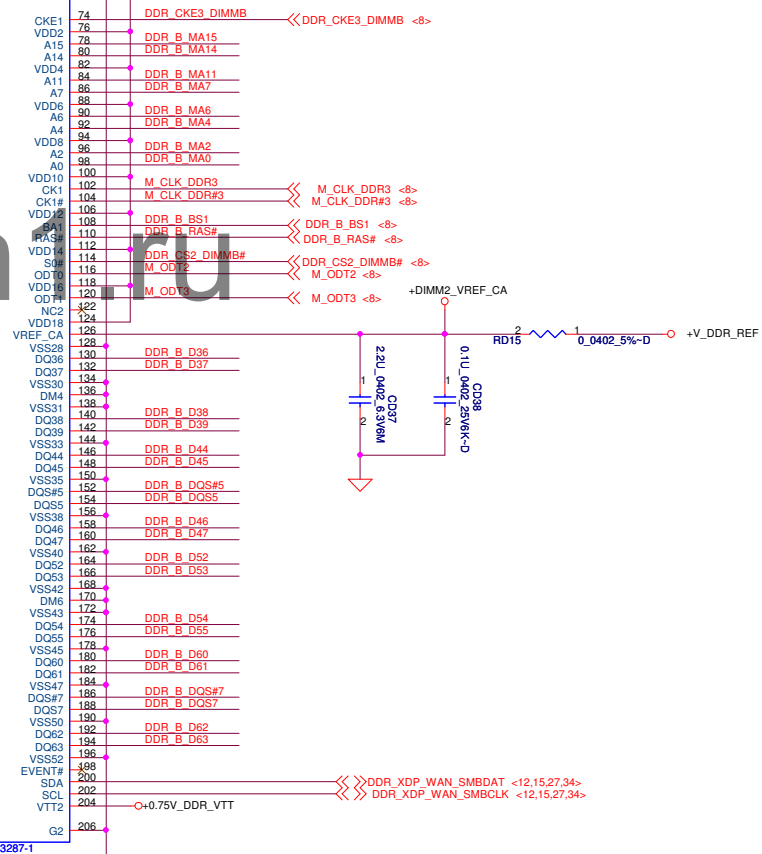 CKE1 74 DDR_CKE3_DIMMB DDR_CKE3_DIMMB <8>
VDD2 76
A15 78 DDR_B_MA15
A14 80 DDR_B_MA14
VDD4 82
A11 84 DDR_B_MA11
A7 86 DDR_B_MA7
VDD6 88
A6 90 DDR_B_MA6
A4 92 DDR_B_MA4
VDD8 94
A2 96 DDR_B_MA2
A0 98 DDR_B_MA0
VDD10 100
CK1 102 M_CLK_DDR3 M_CLK_DDR3 <8>
CK1# 104 M_CLK_DDR#3 M_CLK_DDR#3 <8>
VDD12 106
BA1 108 DDR_B_BS1 DDR_B_BS1 <8>
RAS# 110 DDR_B_RAS# DDR_B_RAS# <8>
VDD14 112
S0# 114 DDR_CS2_DIMMB# DDR_CS2_DIMMB# <8>
ODT0 116 M_ODT2 M_ODT2 <8>
VDD16 118
ODT1 120 M_ODT3 M_ODT3 <8>
NC2 122
VDD18 124
VREF_CA 126
VSS28 128
DQ36 130 DDR_B_D36
DQ37 132 DDR_B_D37
VSS30 134
DM4 136
VSS31 138
DQ38 140 DDR_B_D38
DQ39 142 DDR_B_D39
VSS33 144
DQ44 146 DDR_B_D44
DQ45 148 DDR_B_D45
VSS35 150
DQS#5 152 DDR_B_DQS#5
DQS5 154 DDR_B_DQS5
VSS38 156
DQ46 158 DDR_B_D46
DQ47 160 DDR_B_D47
VSS40 162
DQ52 164 DDR_B_D52
DQ53 166 DDR_B_D53
VSS42 168
DM6 170
VSS43 172
DQ54 174 DDR_B_D54
DQ55 176 DDR_B_D55
VSS45 178
DQ60 180 DDR_B_D60
DQ61 182 DDR_B_D61
VSS47 184
DQS#7 186 DDR_B_DQS#7
DQS7 188 DDR_B_DQS7
VSS50 190
DQ62 192 DDR_B_D62
DQ63 194 DDR_B_D63
VSS52 196
EVENT# 198
SDA 200 DDR_XDP_WAN_SMBDAT <12,15,27,34>
SCL 202 DDR_XDP_WAN_SMBCLK <12,15,27,34>
VTT2 204 +0.75V_DDR_VTT
G2 206
3287-1
+DIMM2_VREF_CA
2 1
RD15 0_0402_5%~D
+V_DDR_REF
1
2
CD37
2.2U_0402_6.3V6M
1
2
CD38
0.1U_0402_25V6K~D
1.ru